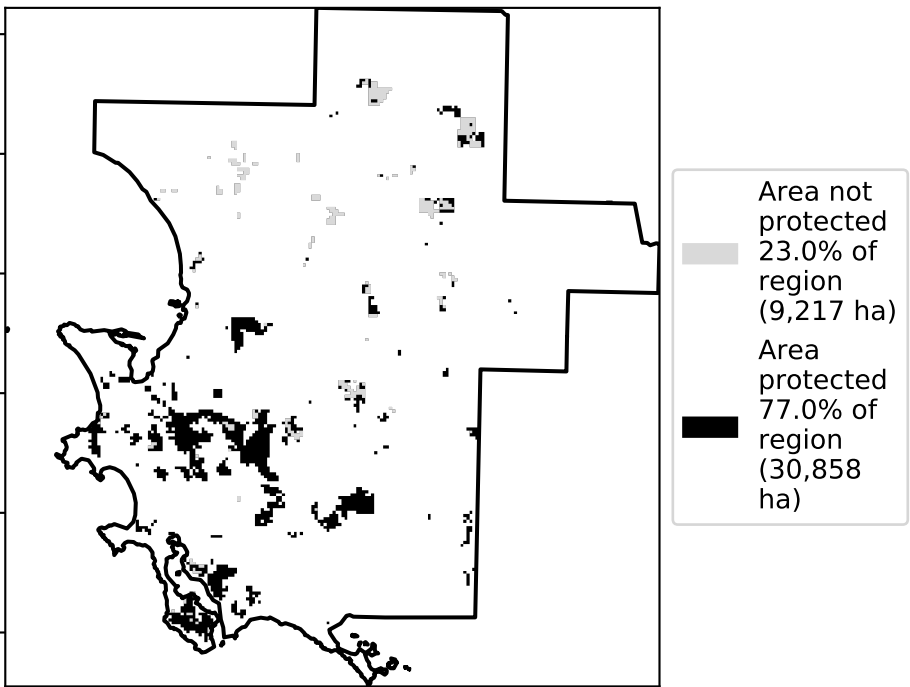 Area not
protected
23.0% of
region
(9,217 ha)
Area
protected
77.0% of
region
(30,858
ha)